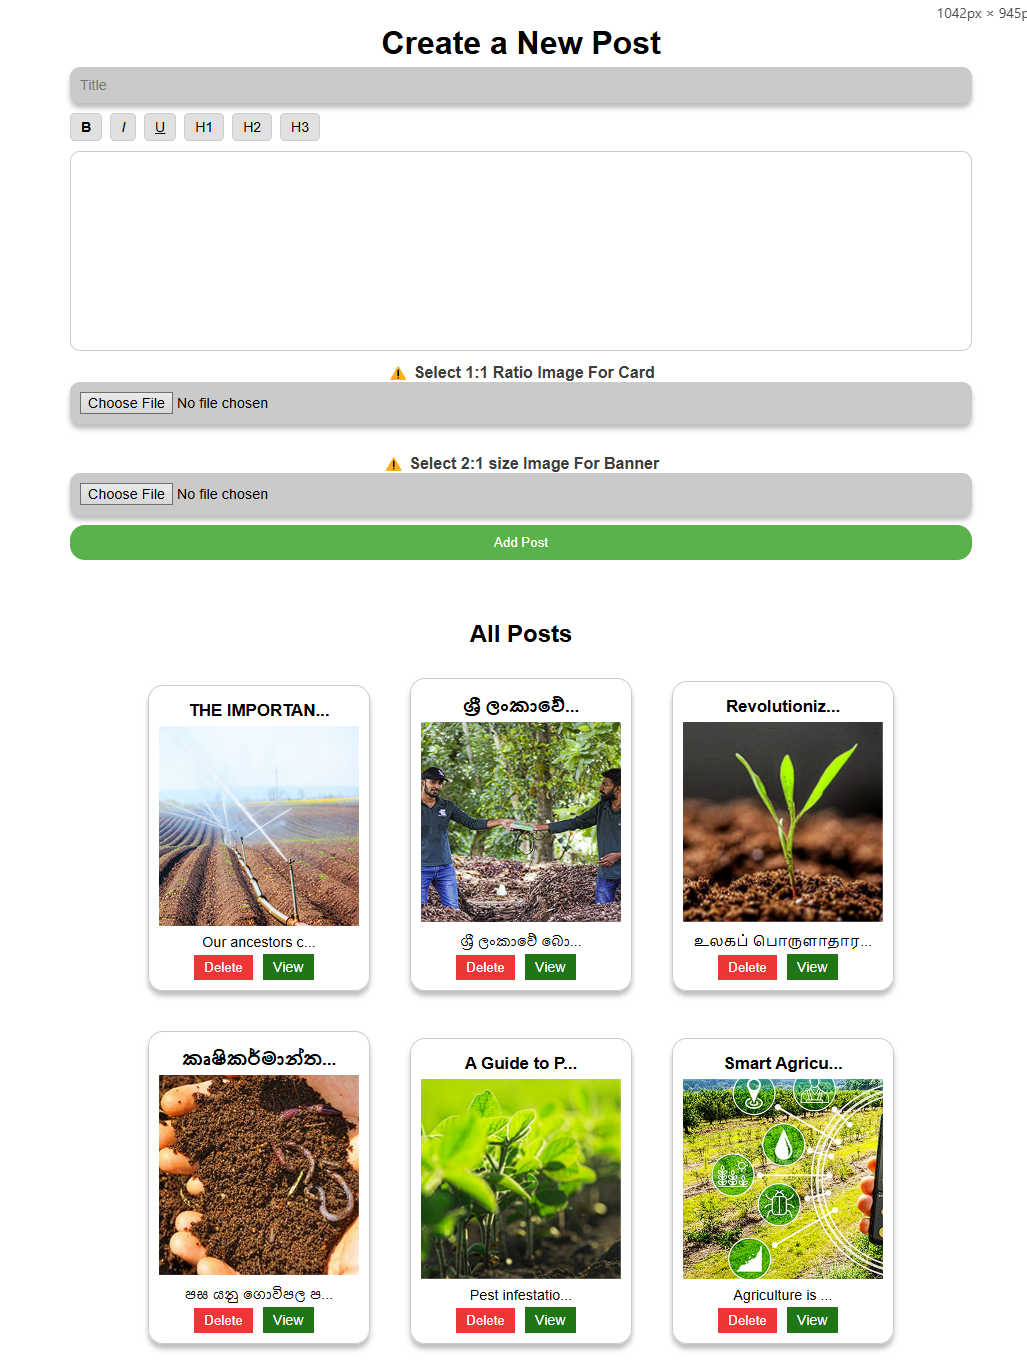 1042px × 945p
Create a New Post
Title
B I U H1 H2 H3
⚠ Select 1:1 Ratio Image For Card
Choose File No file chosen
⚠ Select 2:1 size Image For Banner
Choose File No file chosen
Add Post
All Posts
THE IMPORTAN...
Our ancestors c...
Delete View
ශ්‍රී ලංකාවේ...
ශ්‍රී ලංකාවේ බො...
Delete View
Revolutioniz...
உலகப் பொருளாதார...
Delete View
කෘෂිකර්මාන්ත...
පස යනු ගොවිපල ප...
Delete View
A Guide to P...
Pest infestatio...
Delete View
Smart Agricu...
Agriculture is ...
Delete View